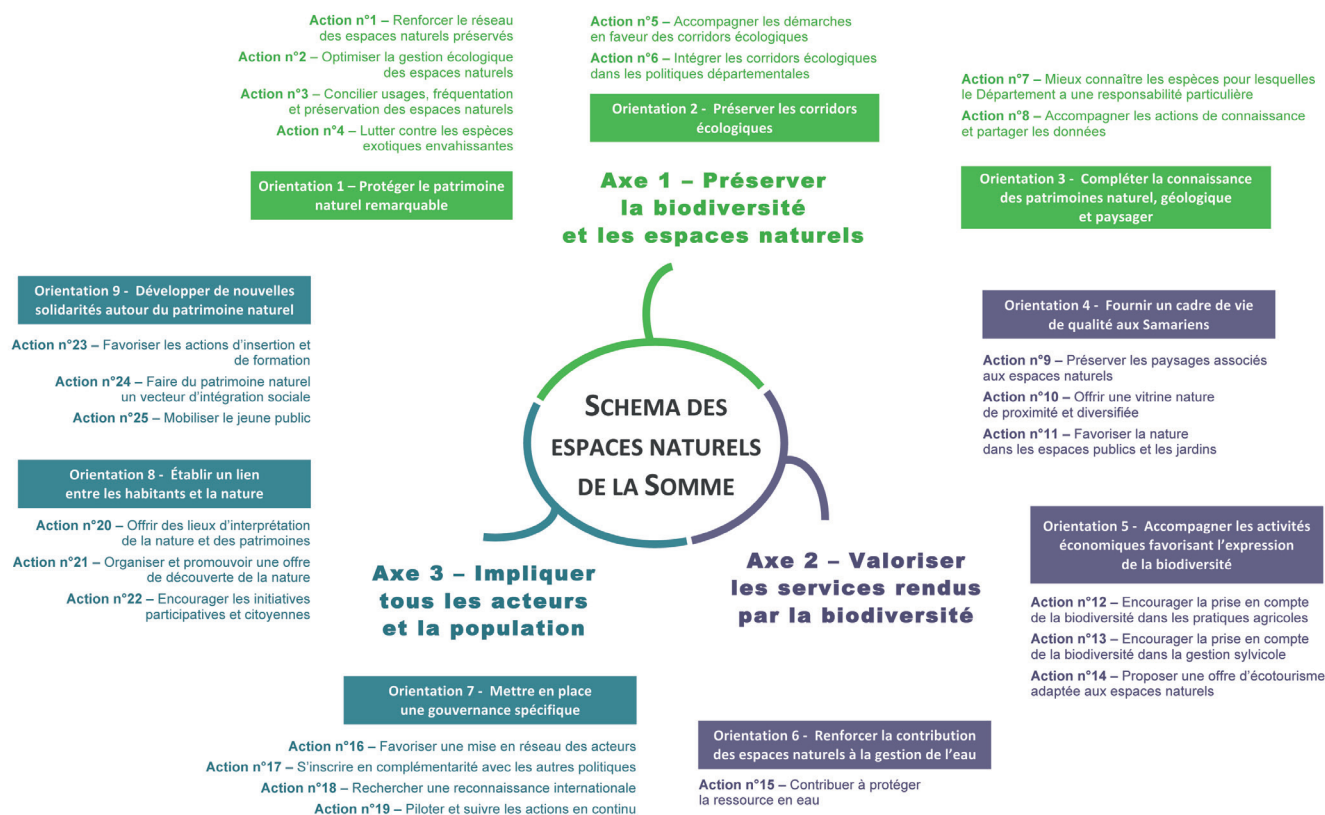 SCHEMA DES
ESPACES NATURELS
DE LA SOMME
Axe 1 – Préserver
la biodiversité
et les espaces naturels
Action n°1 – Renforcer le réseau
des espaces naturels préservés
Action n°2 – Optimiser la gestion écologique
des espaces naturels
Action n°3 – Concilier usages, fréquentation
et préservation des espaces naturels
Action n°4 – Lutter contre les espèces
exotiques envahissantes
Orientation 1 – Protéger le patrimoine
naturel remarquable
Action n°5 – Accompagner les démarches
en faveur des corridors écologiques
Action n°6 – Intégrer les corridors écologiques
dans les politiques départementales
Orientation 2 - Préserver les corridors
écologiques
Action n°7 – Mieux connaître les espèces pour lesquelles
le Département a une responsabilité particulière
Action n°8 – Accompagner les actions de connaissance
et partager les données
Orientation 3 - Compléter la connaissance
des patrimoines naturel, géologique
et paysager
Axe 2 – Valoriser
les services rendus
par la biodiversité
Orientation 4 - Fournir un cadre de vie
de qualité aux Samariens
Action n°9 – Préserver les paysages associés
aux espaces naturels
Action n°10 – Offrir une vitrine nature
de proximité et diversifiée
Action n°11 – Favoriser la nature
dans les espaces publics et les jardins
Orientation 5 - Accompagner les activités
économiques favorisant l'expression
de la biodiversité
Action n°12 – Encourager la prise en compte
de la biodiversité dans les pratiques agricoles
Action n°13 – Encourager la prise en compte
de la biodiversité dans la gestion sylvicole
Action n°14 – Proposer une offre d'écotourisme
adaptée aux espaces naturels
Orientation 6 - Renforcer la contribution
des espaces naturels à la gestion de l'eau
Action n°15 – Contribuer à protéger
la ressource en eau
Axe 3 – Impliquer
tous les acteurs
et la population
Orientation 7 - Mettre en place
une gouvernance spécifique
Action n°16 – Favoriser une mise en réseau des acteurs
Action n°17 – S'inscrire en complémentarité avec les autres politiques
Action n°18 – Rechercher une reconnaissance internationale
Action n°19 – Piloter et suivre les actions en continu
Orientation 8 - Établir un lien
entre les habitants et la nature
Action n°20 – Offrir des lieux d'interprétation
de la nature et des patrimoines
Action n°21 – Organiser et promouvoir une offre
de découverte de la nature
Action n°22 – Encourager les initiatives
participatives et citoyennes
Orientation 9 - Développer de nouvelles
solidarités autour du patrimoine naturel
Action n°23 – Favoriser les actions d'insertion et
de formation
Action n°24 – Faire du patrimoine naturel
un vecteur d'intégration sociale
Action n°25 – Mobiliser le jeune public